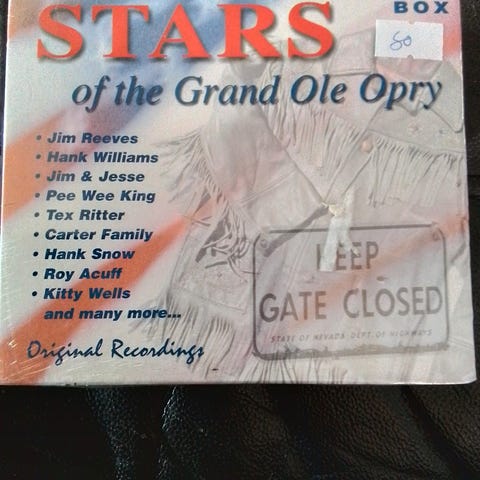 BOX
STARS
80
of the Grand Ole Opry
• Jim Reeves
• Hank Williams
• Jim & Jesse
• Pee Wee King
• Tex Ritter
• Carter Family
• Hank Snow
• Roy Acuff
• Kitty Wells
and many more...
KEEP
GATE CLOSED
STATE OF NEVADA DEPT. OF HIGHWAYS
Original Recordings